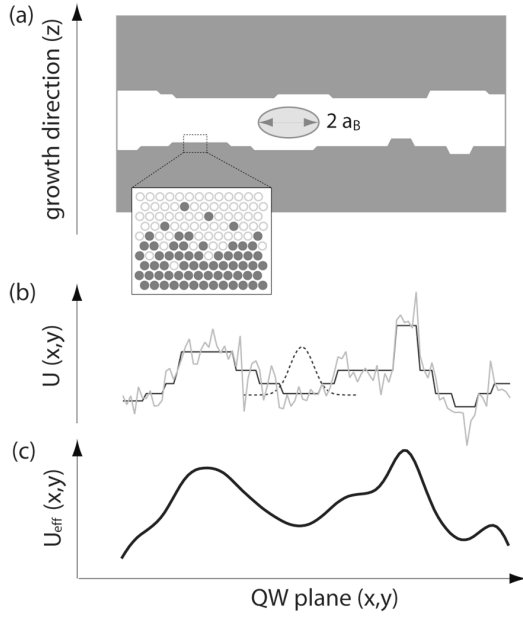 (a)
growth direction (z)
2 aB
(b)
U (x,y)
(c)
Ueff (x,y)
QW plane (x,y)